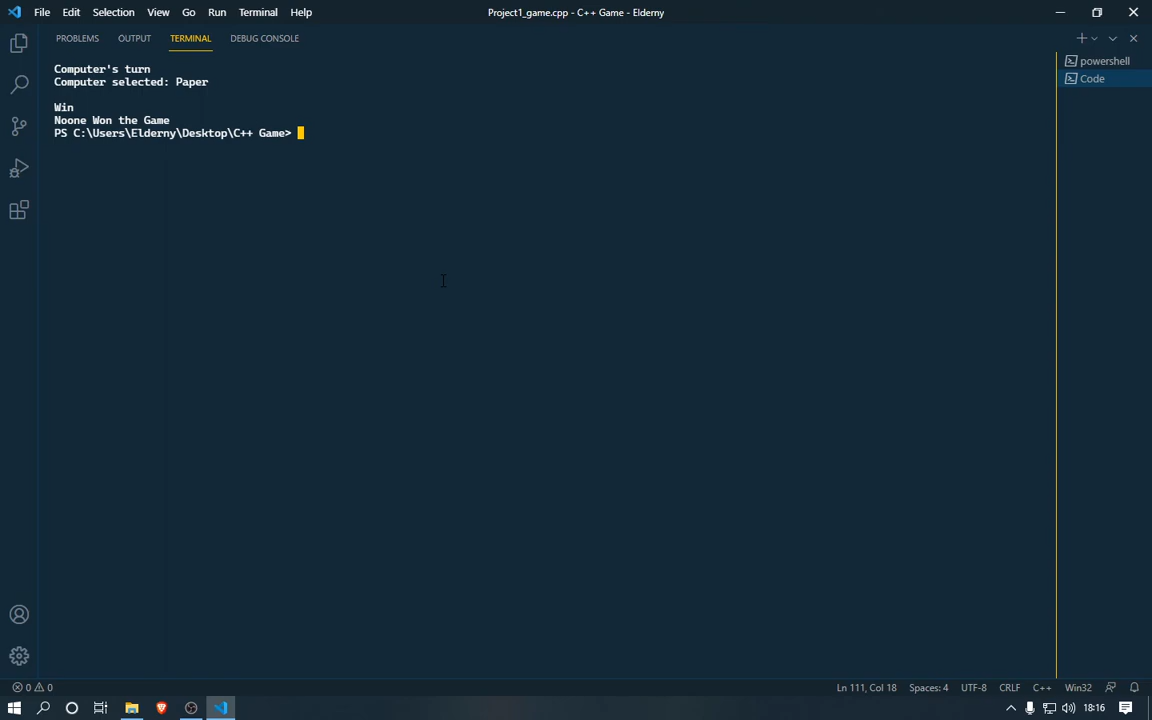 File Edit Selection View Go Run Terminal Help
Project1_game.cpp - C++ Game - Elderny
PROBLEMS OUTPUT TERMINAL DEBUG CONSOLE
powershell
Code
Computer's turn
Computer selected: Paper
Win
Noone Won the Game
PS C:\Users\Elderny\Desktop\C++ Game>
0 0
Ln 111, Col 18 Spaces: 4 UTF-8 CRLF C++ Win32
18:16